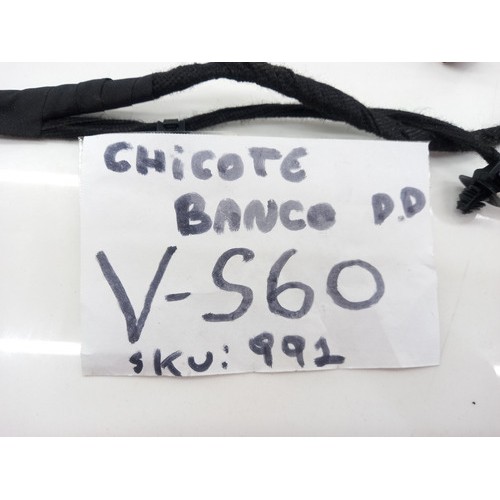 CHICOTE
BANCO D.D
V-S60
SKU: 991